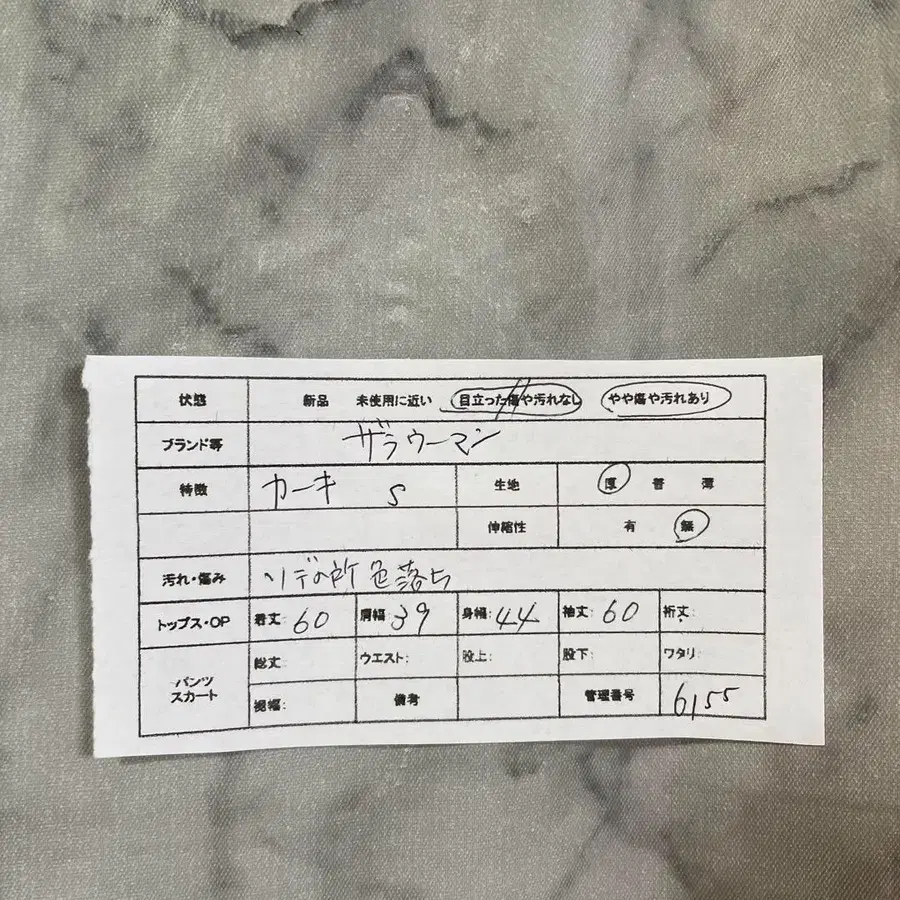 状態 新品 未使用に近い 目立った傷や汚れなし やや傷や汚れあり
ブランド等 ザラウーマン
特徴 カーキ S 生地 厚 普 薄
伸縮性 有 無
汚れ・傷み ソデの所色落ち
トップス・OP 着丈: 60 肩幅: 39 身幅: 44 袖丈: 60 裄丈:
パンツ スカート 総丈: ウエスト: 股上: 股下: ワタリ:
裾幅: 備考 管理番号 6155